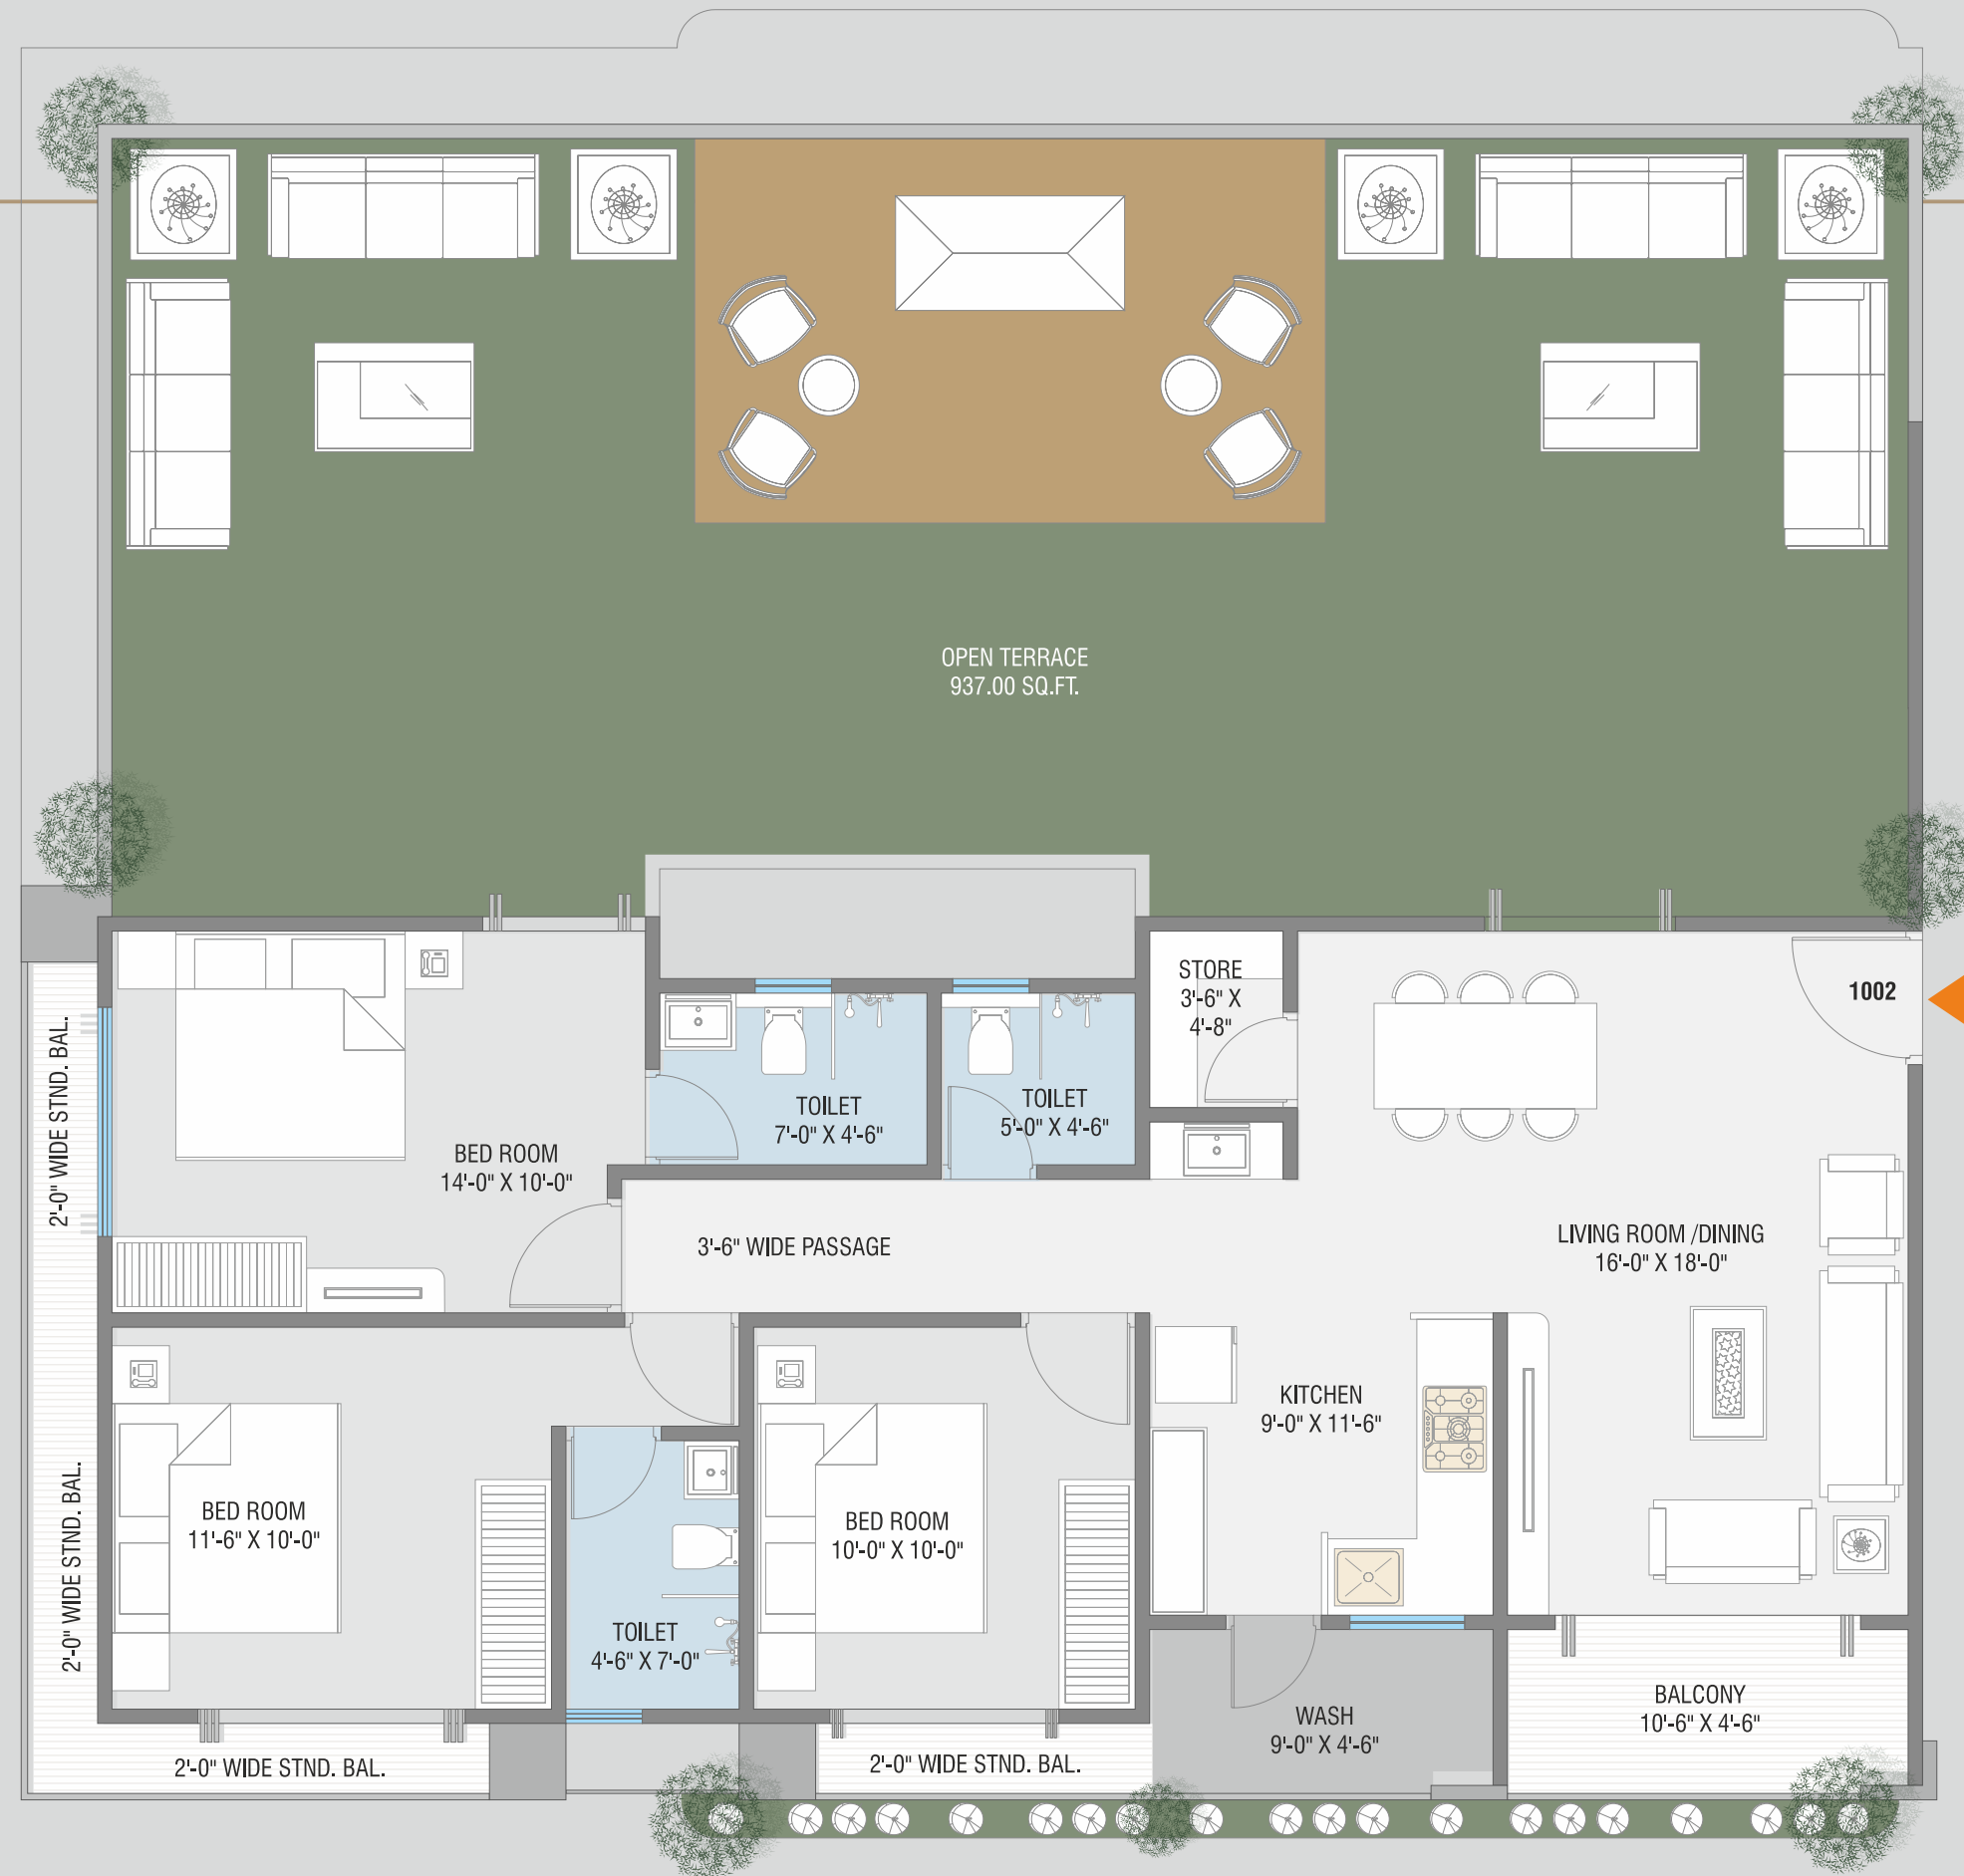 OPEN TERRACE
937.00 SQ.FT.
STORE
3'-6" X
4'-8"
1002
TOILET
7'-0" X 4'-6"
TOILET
5'-0" X 4'-6"
BED ROOM
14'-0" X 10'-0"
2'-0" WIDE STND. BAL.
3'-6" WIDE PASSAGE
LIVING ROOM /DINING
16'-0" X 18'-0"
KITCHEN
9'-0" X 11'-6"
BED ROOM
11'-6" X 10'-0"
BED ROOM
10'-0" X 10'-0"
2'-0" WIDE STND. BAL.
TOILET
4'-6" X 7'-0"
WASH
9'-0" X 4'-6"
BALCONY
10'-6" X 4'-6"
2'-0" WIDE STND. BAL.
2'-0" WIDE STND. BAL.